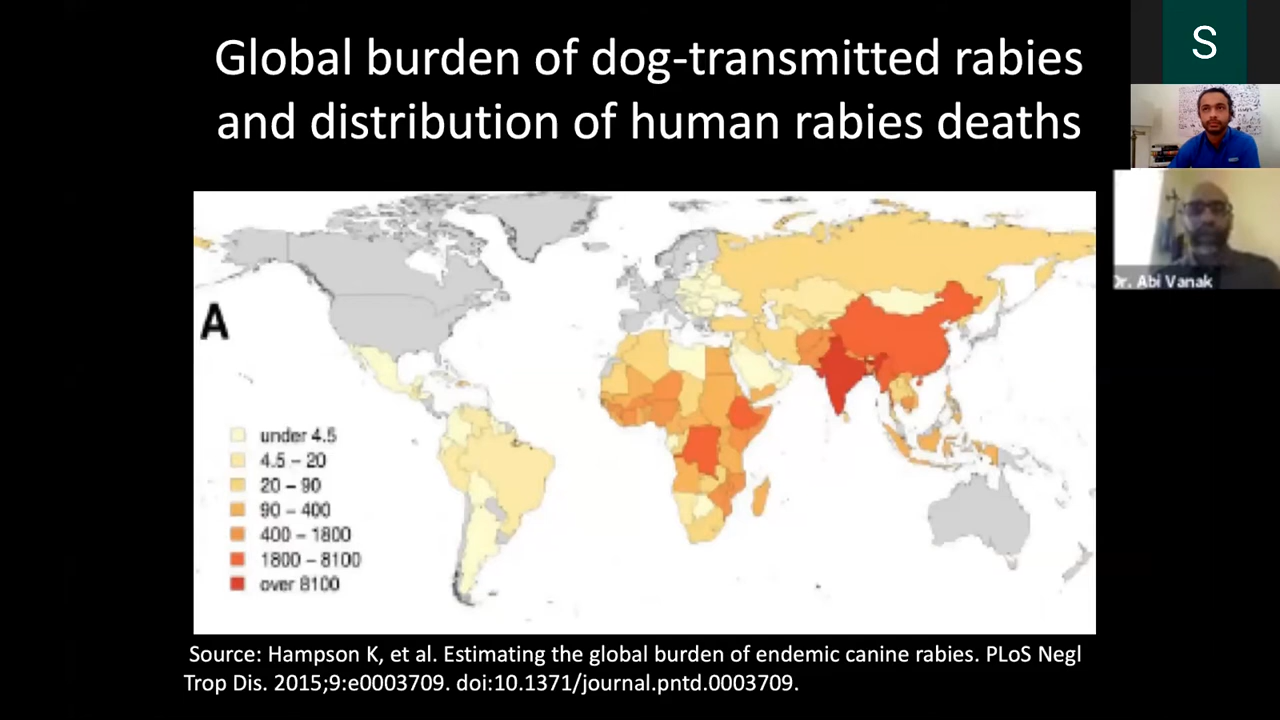 Global burden of dog-transmitted rabies
and distribution of human rabies deaths
S
Dr. Abi Vanak
A
under 4.5
4.5 – 20
20 – 90
90 – 400
400 – 1800
1800 – 8100
over 8100
Source: Hampson K, et al. Estimating the global burden of endemic canine rabies. PLoS Negl
Trop Dis. 2015;9:e0003709. doi:10.1371/journal.pntd.0003709.